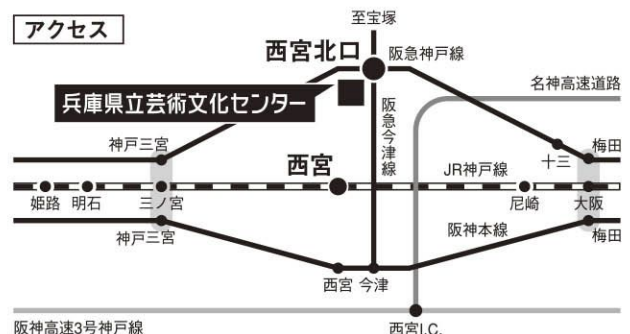 アクセス
至宝塚
西宮北口
阪急神戸線
名神高速道路
兵庫県立芸術文化センター
阪急今津線
神戸三宮
十三
梅田
西宮
JR神戸線
姫路
明石
三ノ宮
尼崎
大阪
神戸三宮
阪神本線
梅田
西宮
今津
阪神高速3号神戸線
西宮I.C.